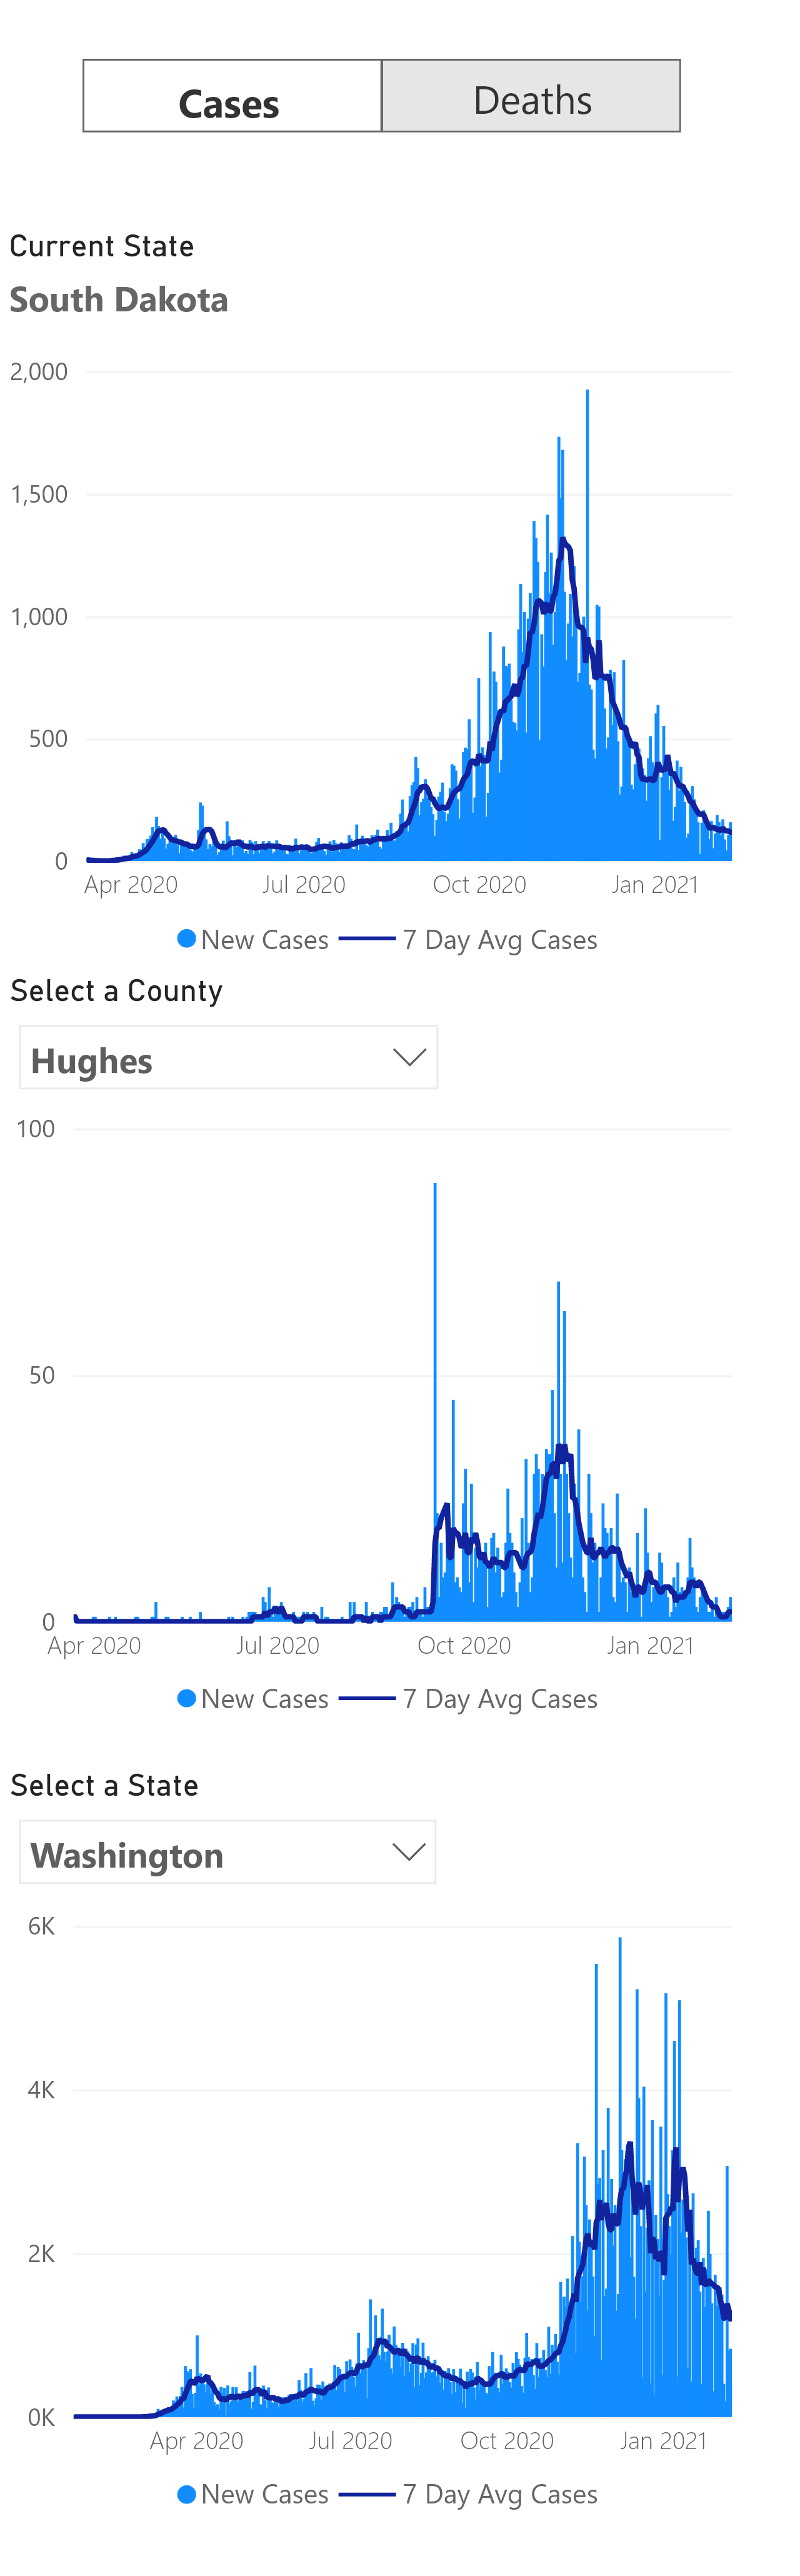 Cases Deaths
Current State
South Dakota
2,000
1,500
1,000
500
0
Apr 2020 Jul 2020 Oct 2020 Jan 2021
New Cases 7 Day Avg Cases
Select a County
Hughes
100
50
0
Apr 2020 Jul 2020 Oct 2020 Jan 2021
New Cases 7 Day Avg Cases
Select a State
Washington
6K
4K
2K
0K
Apr 2020 Jul 2020 Oct 2020 Jan 2021
New Cases 7 Day Avg Cases